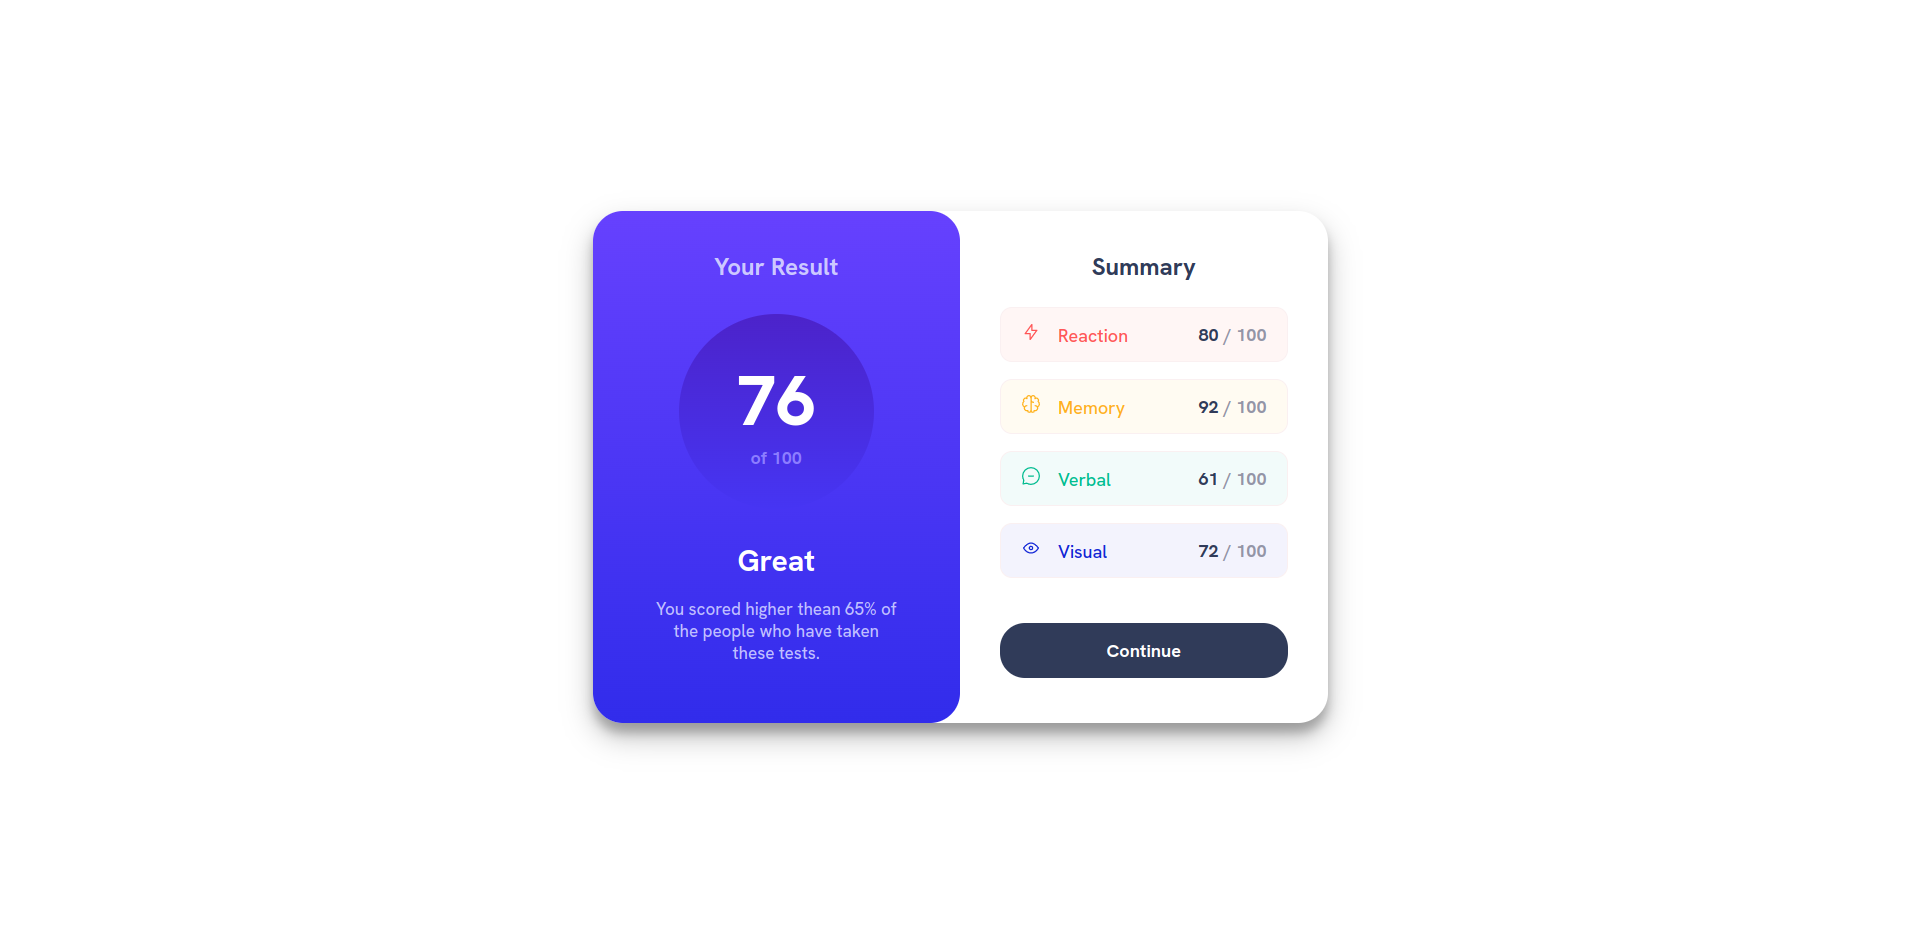 Your Result
76
of 100
Great
You scored higher thean 65% of
the people who have taken
these tests.
Summary
Reaction 80 / 100
Memory 92 / 100
Verbal 61 / 100
Visual 72 / 100
Continue